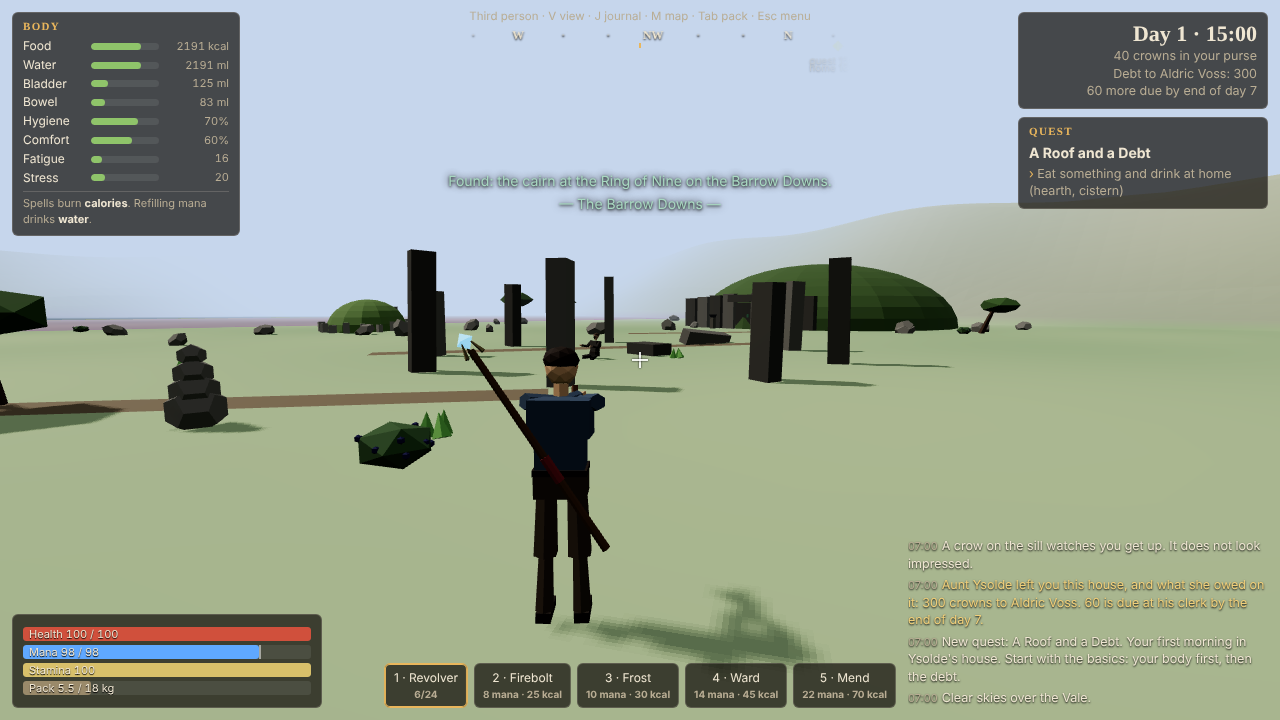 Third person · V view · J journal · M map · Tab pack · Esc menu
W NW N
BODY
Food 2191 kcal
Water 2191 ml
Bladder 125 ml
Bowel 83 ml
Hygiene 70%
Comfort 60%
Fatigue 16
Stress 20
Spells burn calories. Refilling mana
drinks water.
Day 1 · 15:00
40 crowns in your purse
Debt to Aldric Voss: 300
60 more due by end of day 7
QUEST
A Roof and a Debt
› Eat something and drink at home
(hearth, cistern)
Found: the cairn at the Ring of Nine on the Barrow Downs.
— The Barrow Downs —
07:00 A crow on the sill watches you get up. It does not look
impressed.
07:00 Aunt Ysolde left you this house, and what she owed on
it: 300 crowns to Aldric Voss. 60 is due at his clerk by the
end of day 7.
07:00 New quest: A Roof and a Debt. Your first morning in
Ysolde's house. Start with the basics: your body first, then
the debt.
07:00 Clear skies over the Vale.
Health 100 / 100
Mana 98 / 98
Stamina 100
Pack 5.5 / 18 kg
1 · Revolver
6/24
2 · Firebolt
8 mana · 25 kcal
3 · Frost
10 mana · 30 kcal
4 · Ward
14 mana · 45 kcal
5 · Mend
22 mana · 70 kcal